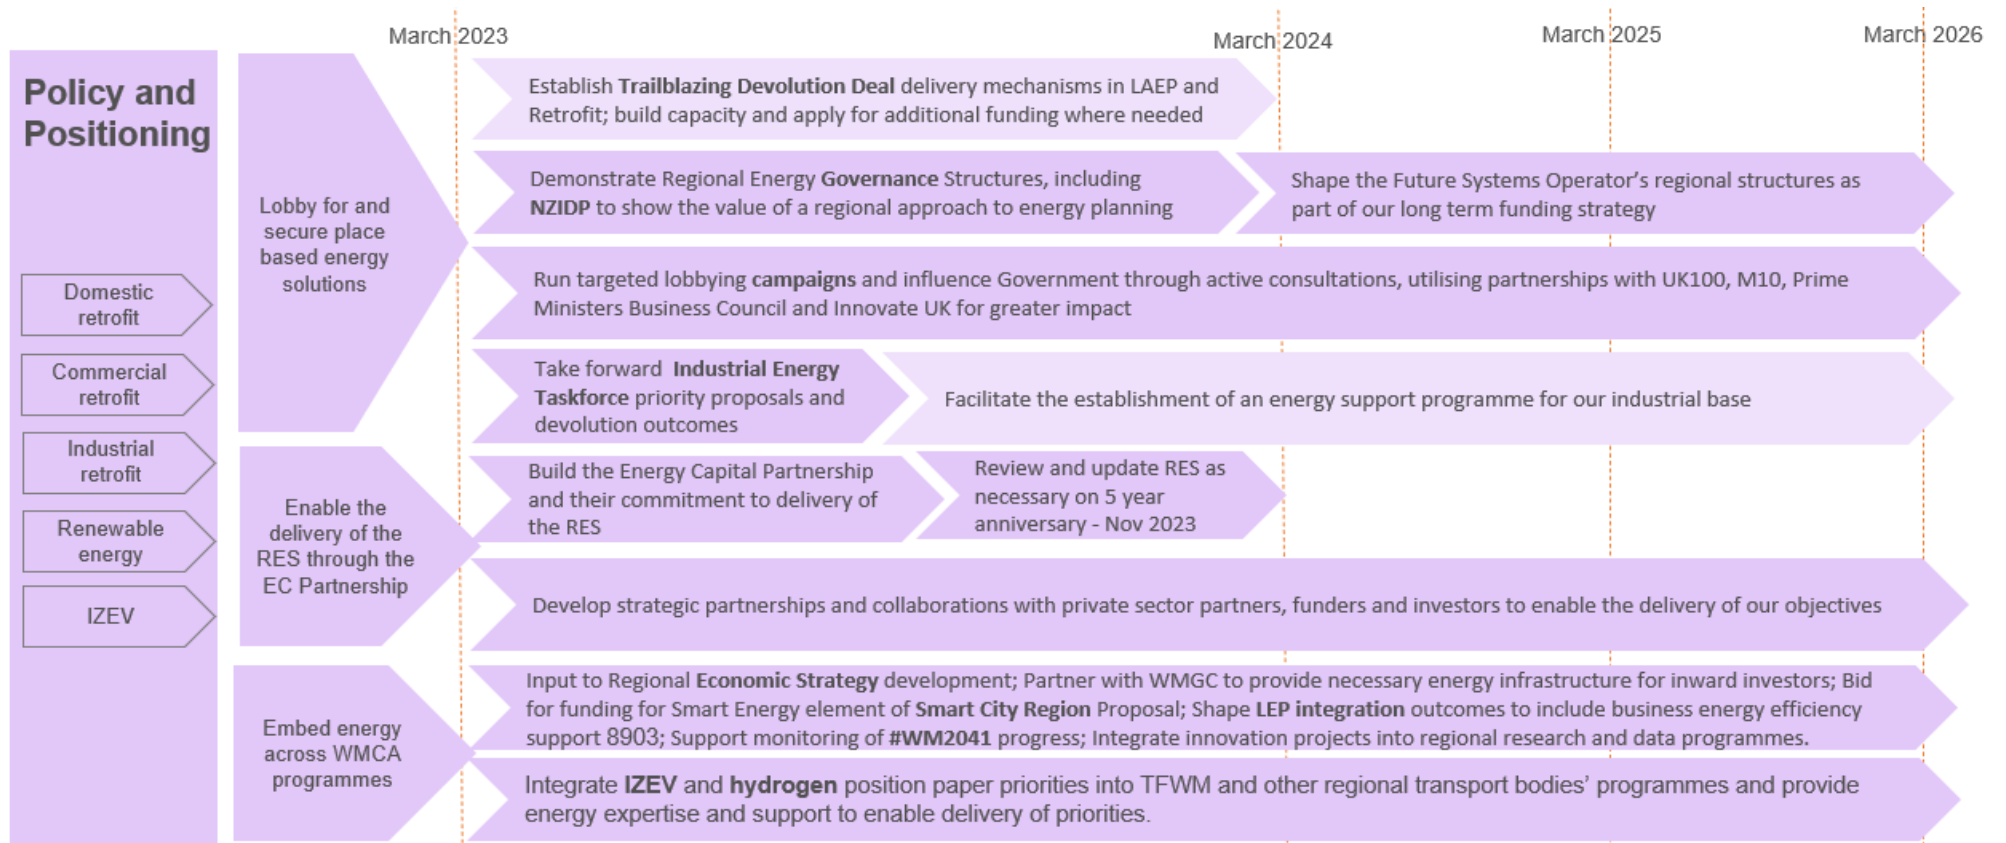 March 2023
March 2024
March 2025
March 2026
Policy and
Positioning
Domestic
retrofit
Commercial
retrofit
Industrial
retrofit
Renewable
energy
IZEV
Lobby for and
secure place
based energy
solutions
Establish Trailblazing Devolution Deal delivery mechanisms in LAEP and
Retrofit; build capacity and apply for additional funding where needed
Demonstrate Regional Energy Governance Structures, including
NZIDP to show the value of a regional approach to energy planning
Shape the Future Systems Operator's regional structures as
part of our long term funding strategy
Run targeted lobbying campaigns and influence Government through active consultations, utilising partnerships with UK100, M10, Prime
Ministers Business Council and Innovate UK for greater impact
Take forward Industrial Energy
Taskforce priority proposals and
devolution outcomes
Facilitate the establishment of an energy support programme for our industrial base
Enable the
delivery of the
RES through the
EC Partnership
Build the Energy Capital Partnership
and their commitment to delivery of
the RES
Review and update RES as
necessary on 5 year
anniversary - Nov 2023
Develop strategic partnerships and collaborations with private sector partners, funders and investors to enable the delivery of our objectives
Embed energy
across WMCA
programmes
Input to Regional Economic Strategy development; Partner with WMGC to provide necessary energy infrastructure for inward investors; Bid
for funding for Smart Energy element of Smart City Region Proposal; Shape LEP integration outcomes to include business energy efficiency
support 8903; Support monitoring of #WM2041 progress; Integrate innovation projects into regional research and data programmes.
Integrate IZEV and hydrogen position paper priorities into TFWM and other regional transport bodies' programmes and provide
energy expertise and support to enable delivery of priorities.